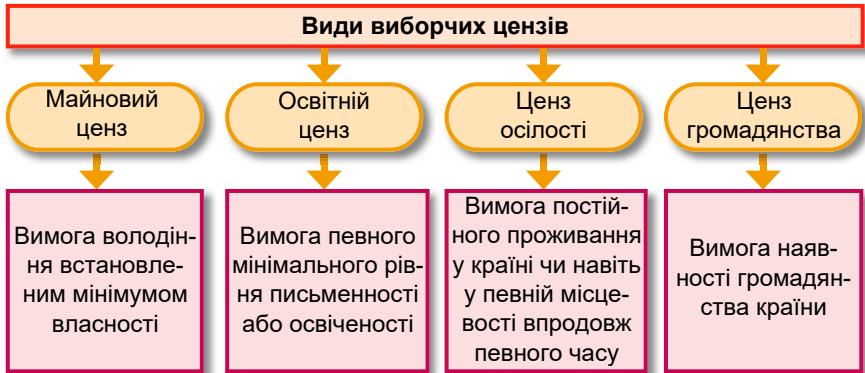 Види виборчих цензів
Майновий
ценз
Освітній
ценз
Ценз
осілості
Ценз
громадянства
Вимога володін-
ня встановле-
ним мінімумом
власності
Вимога певного
мінімального рів-
ня письменності
або освіченості
Вимога постій-
ного проживання
у країні чи навіть
у певній місце-
вості впродовж
певного часу
Вимога наяв-
ності громадян-
ства країни